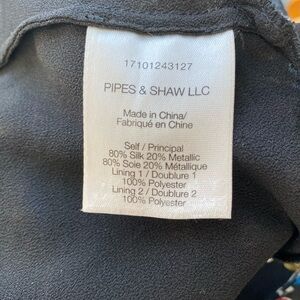 17101243127
PIPES & SHAW LLC
Made in China/
Fabriqué en Chine
Self / Principal
80% Silk 20% Metallic
80% Soie 20% Métallique
Lining 1 / Doublure 1
100% Polyester
Lining 2 / Doublure 2
100% Polyester